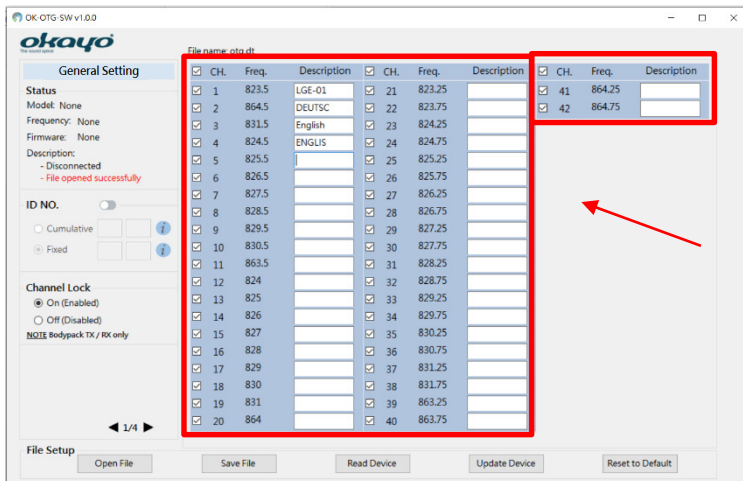 OK-OTG-SW v1.0.0
okayo
The sound optical
File name: otg.dt
General Setting
Status
Model: None
Frequency: None
Firmware: None
Description:
- Disconnected
- File opened successfully
ID NO.
Cumulative
Fixed
Channel Lock
On (Enabled)
Off (Disabled)
NOTE Bodypack TX / RX only
1/4
CH. Freq. Description CH. Freq. Description CH. Freq. Description
1 823.5 LGE-01 21 823.25 41 864.25
2 864.5 DEUTSC 22 823.75 42 864.75
3 831.5 English 23 824.25
4 824.5 ENGLIS 24 824.75
5 825.5 25 825.25
6 826.5 26 825.75
7 827.5 27 826.25
8 828.5 28 826.75
9 829.5 29 827.25
10 830.5 30 827.75
11 863.5 31 828.25
12 824 32 828.75
13 825 33 829.25
14 826 34 829.75
15 827 35 830.25
16 828 36 830.75
17 829 37 831.25
18 830 38 831.75
19 831 39 863.25
20 864 40 863.75
File Setup
Open File Save File Read Device Update Device Reset to Default